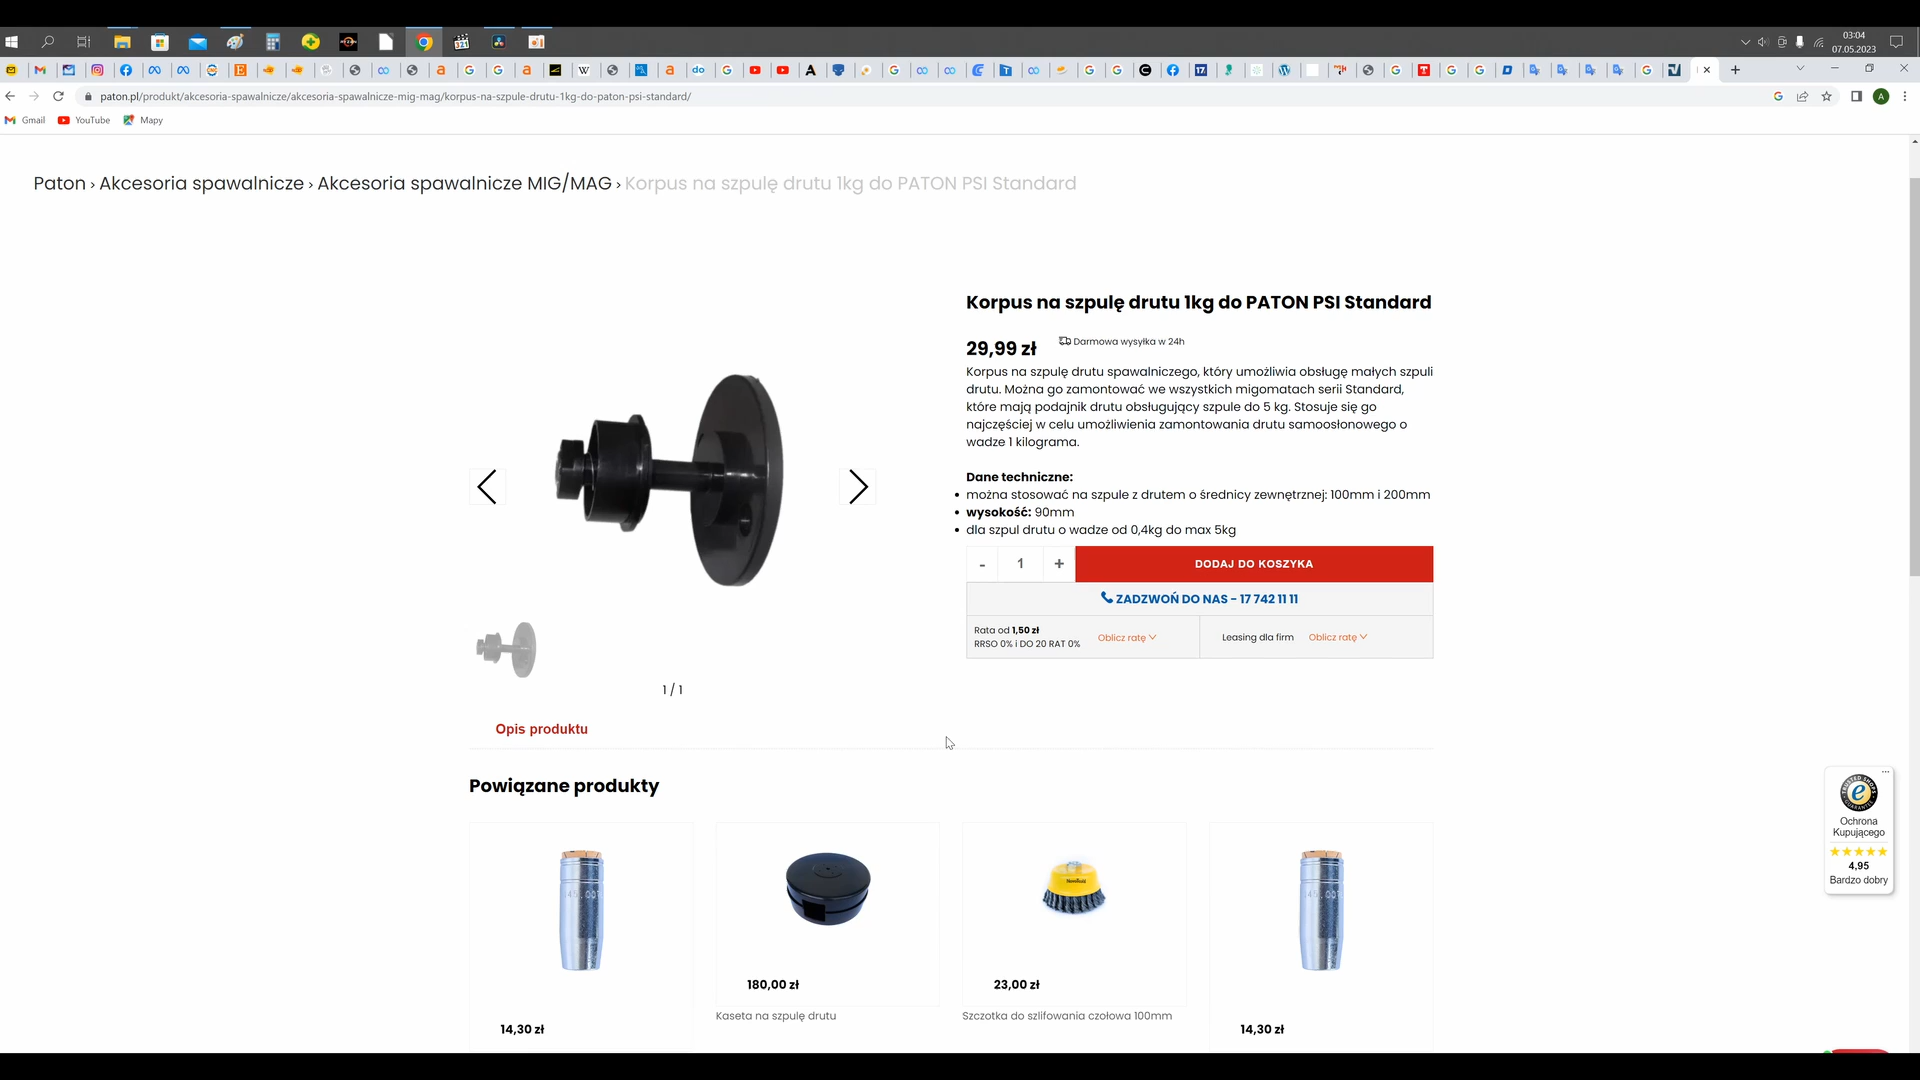 03:04
07.05.2023
paton.pl/produkt/akcesoria-spawalnicze/akcesoria-spawalnicze-mig-mag/korpus-na-szpule-drutu-1kg-do-paton-psi-standard/
Gmail YouTube Mapy
Paton › Akcesoria spawalnicze › Akcesoria spawalnicze MIG/MAG › Korpus na szpulę drutu 1kg do PATON PSI Standard
Korpus na szpulę drutu 1kg do PATON PSI Standard
29,99 zł Darmowa wysyłka w 24h
Korpus na szpulę drutu spawalniczego, który umożliwia obsługę małych szpuli
drutu. Można go zamontować we wszystkich migomatach serii Standard,
które mają podajnik drutu obsługujący szpule do 5 kg. Stosuje się go
najczęściej w celu umożliwienia zamontowania drutu samoosłonowego o
wadze 1 kilograma.
Dane techniczne:
• można stosować na szpule z drutem o średnicy zewnętrznej: 100mm i 200mm
• wysokość: 90mm
• dla szpul drutu o wadze od 0,4kg do max 5kg
- 1 + DODAJ DO KOSZYKA
ZADZWOŃ DO NAS - 17 742 11 11
Rata od 1,50 zł
RRSO 0% i DO 20 RAT 0%
Oblicz ratę
Leasing dla firm Oblicz ratę
1 / 1
Opis produktu
Powiązane produkty
14,30 zł
180,00 zł
Kaseta na szpulę drutu
23,00 zł
Szczotka do szlifowania czołowa 100mm
14,30 zł
Ochrona
Kupującego
4,95
Bardzo dobry